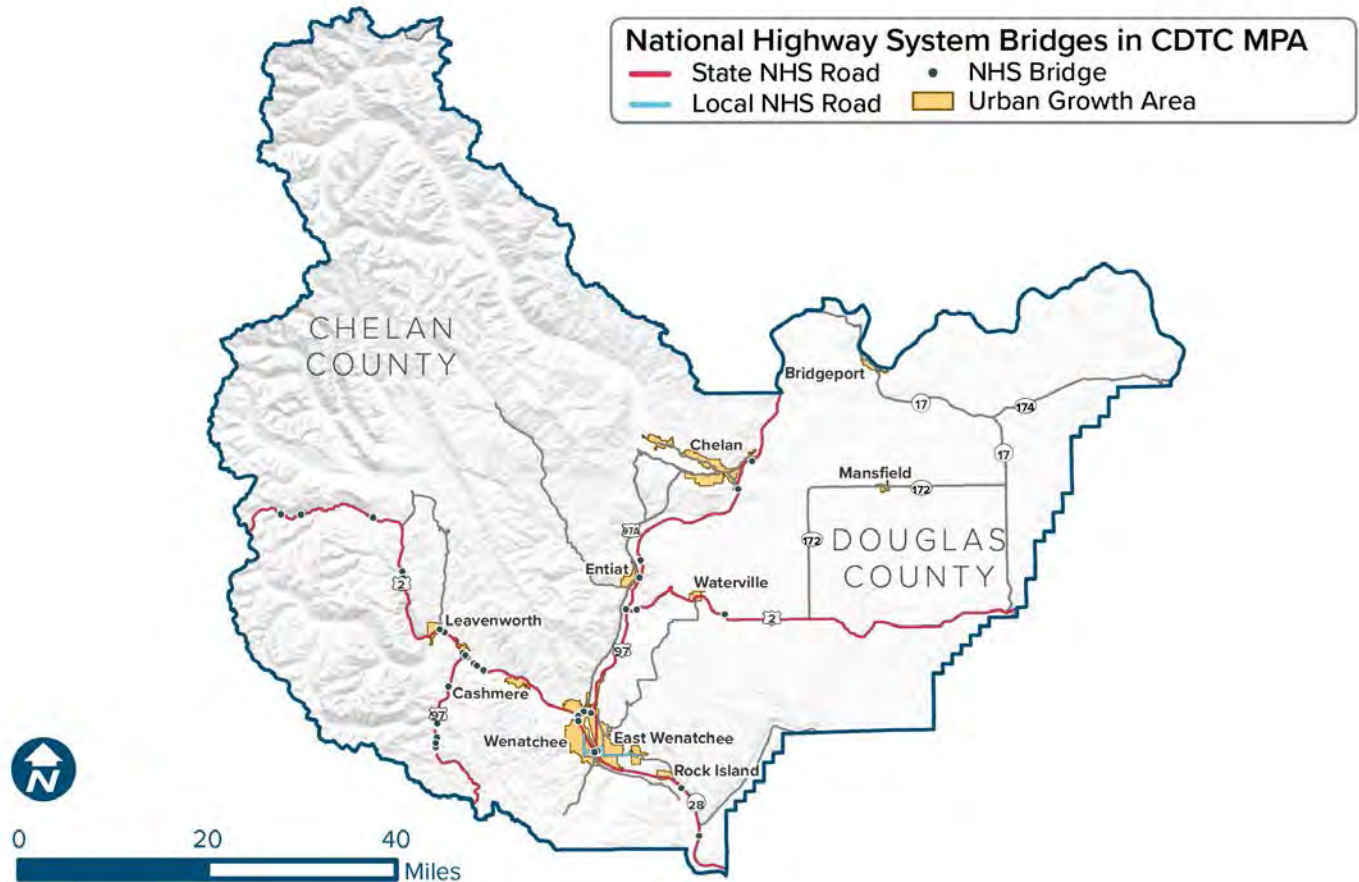 National Highway System Bridges in CDTC MPA
State NHS Road
NHS Bridge
Local NHS Road
Urban Growth Area
CHELAN
COUNTY
Bridgeport
17
174
Chelan
17
Mansfield
172
97A
172
DOUGLAS
COUNTY
Entiat
Waterville
2
2
Leavenworth
97
Cashmere
97
Wenatchee
East Wenatchee
Rock Island
28
N
0
20
40
Miles